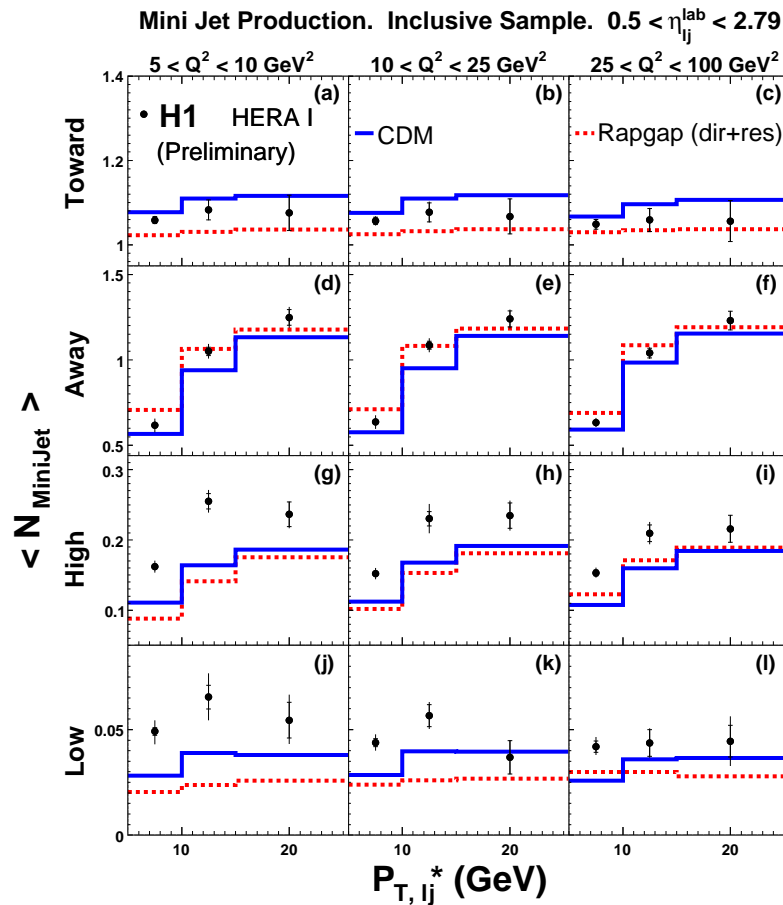 Mini Jet Production. Inclusive Sample. 0.5 < η_lj^lab < 2.79
5 < Q² < 10 GeV²
10 < Q² < 25 GeV²
25 < Q² < 100 GeV²
1.4
(a)
(b)
(c)
H1 HERA I
(Preliminary)
CDM
Rapgap (dir+res)
1.2
Toward
1
1.5
(d)
(e)
(f)
1
Away
0.5
< N_MiniJet >
0.3
(g)
(h)
(i)
0.2
High
0.1
(j)
(k)
(l)
0.05
Low
0
10 20
10 20
10 20
P_T, lj* (GeV)